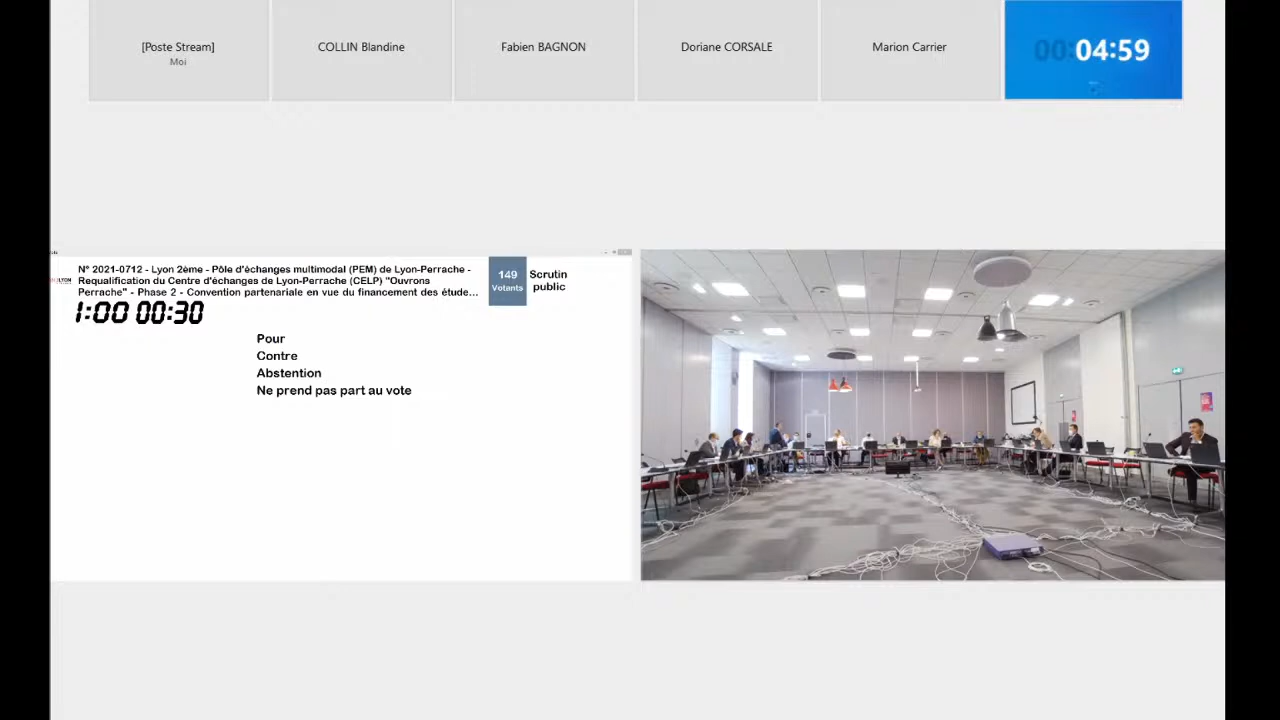 [Poste Stream]
Moi
COLLIN Blandine
Fabien BAGNON
Doriane CORSALE
Marion Carrier
00:04:59
N° 2021-0712 - Lyon 2ème - Pôle d'échanges multimodal (PEM) de Lyon-Perrache -
Requalification du Centre d'échanges de Lyon-Perrache (CELP) "Ouvrons
Perrache" - Phase 2 - Convention partenariale en vue du financement des étude...
149
Votants
Scrutin
public
LYON
1:00 00:30
Pour
Contre
Abstention
Ne prend pas part au vote